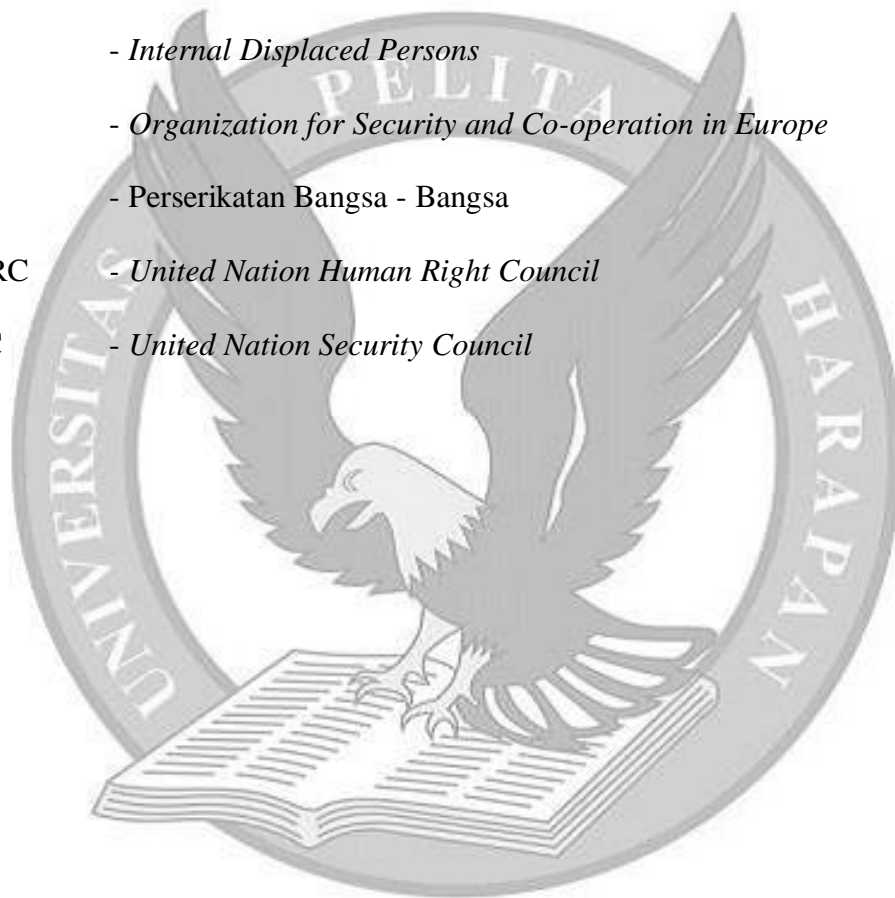 - Internal Displaced Persons
- Organization for Security and Co-operation in Europe
- Perserikatan Bangsa - Bangsa
RC - United Nation Human Right Council
- United Nation Security Council
UNIVERSITAS PELITA HARAPAN